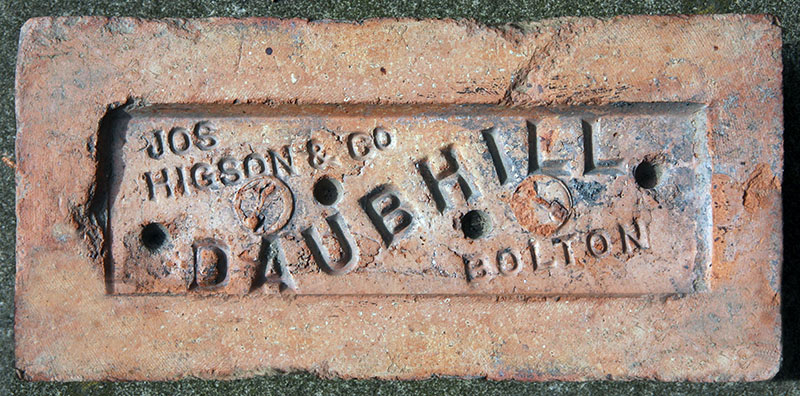 JOS
HIGSON & CO
DAUBHILL
BOLTON